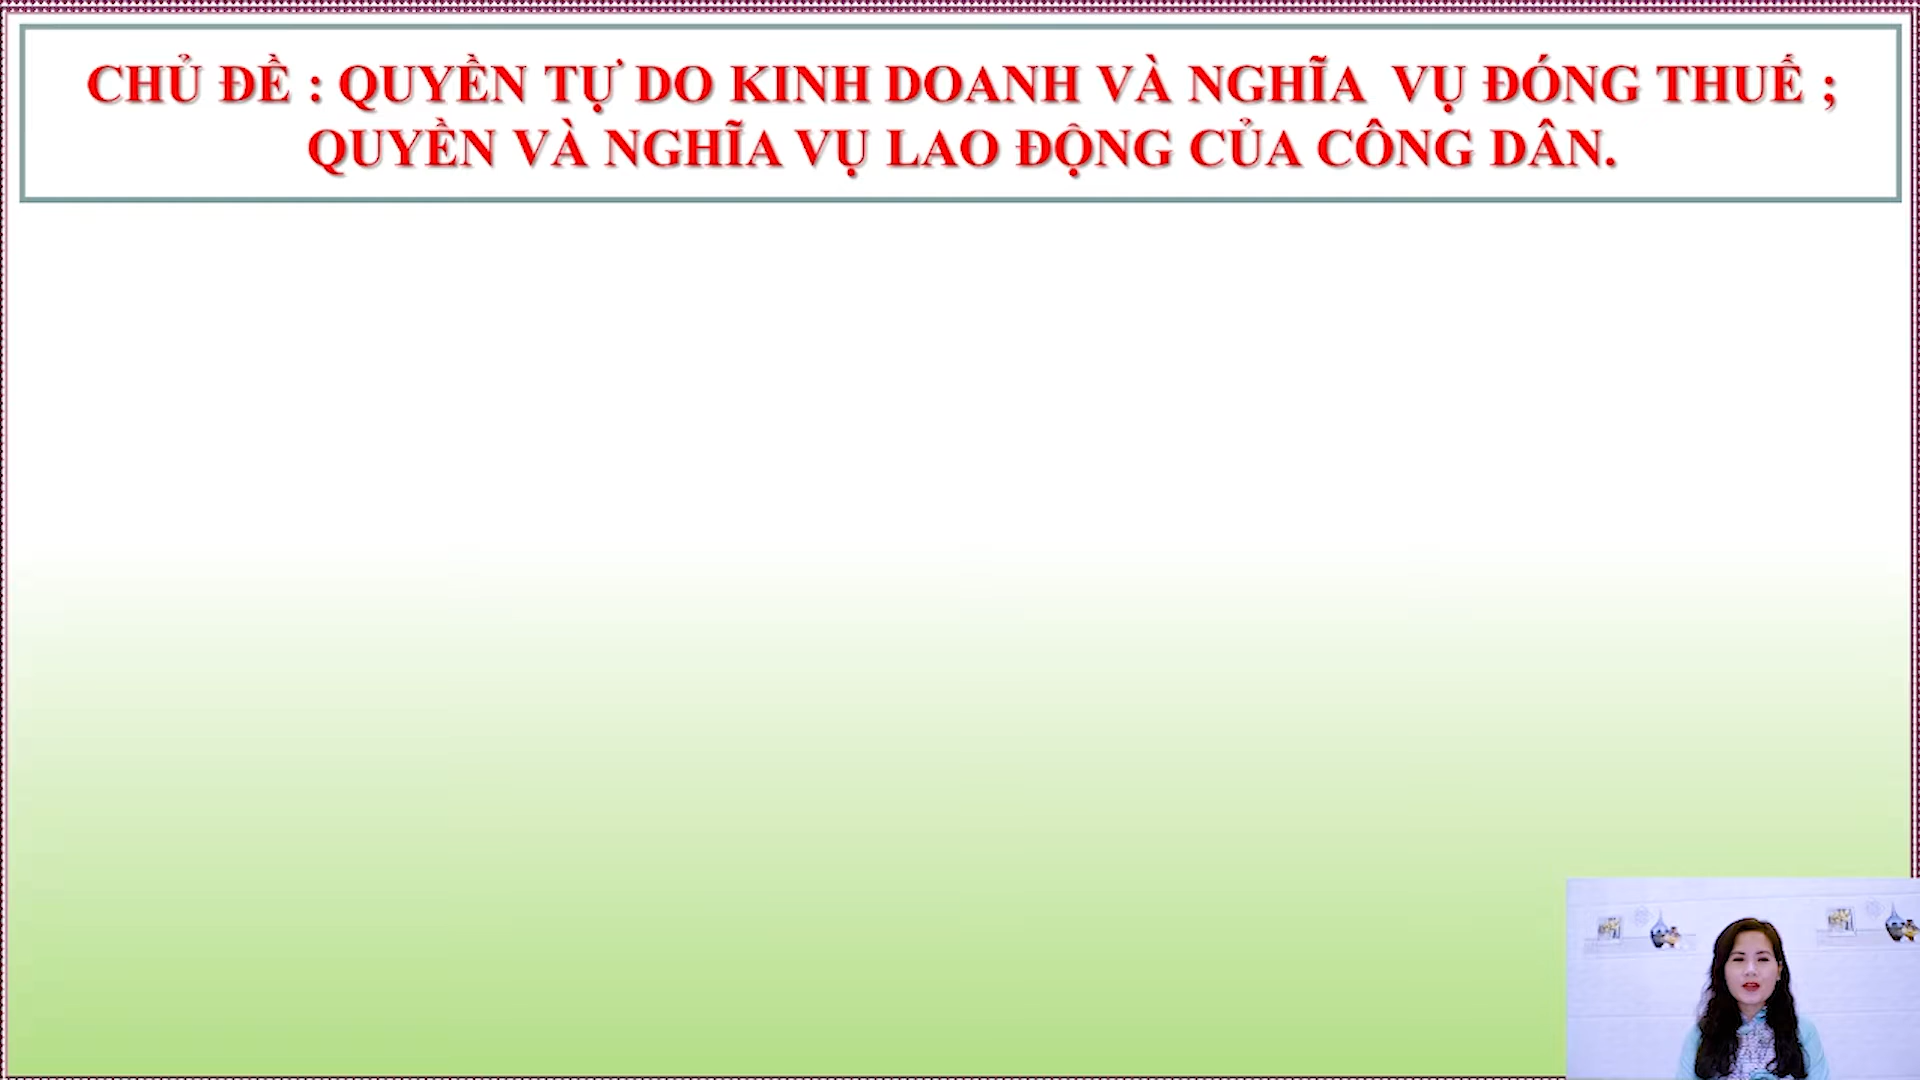 CHỦ ĐỀ : QUYỀN TỰ DO KINH DOANH VÀ NGHĨA VỤ ĐÓNG THUẾ ;
QUYỀN VÀ NGHĨA VỤ LAO ĐỘNG CỦA CÔNG DÂN.